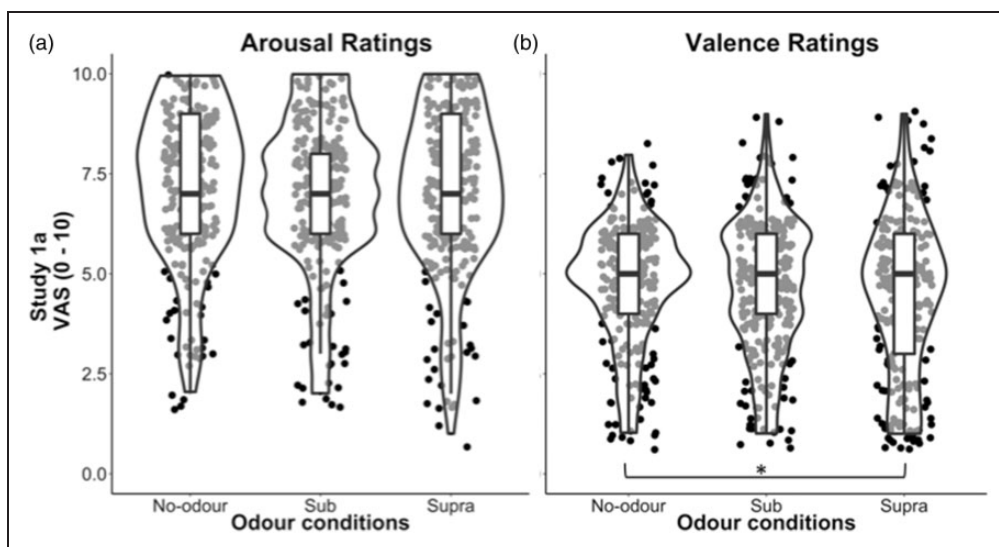 (a)
Arousal Ratings
Study 1a
VAS (0 - 10)
10.0
7.5
5.0
2.5
0.0
No-odour Sub Supra
Odour conditions
(b)
Valence Ratings
*
No-odour Sub Supra
Odour conditions